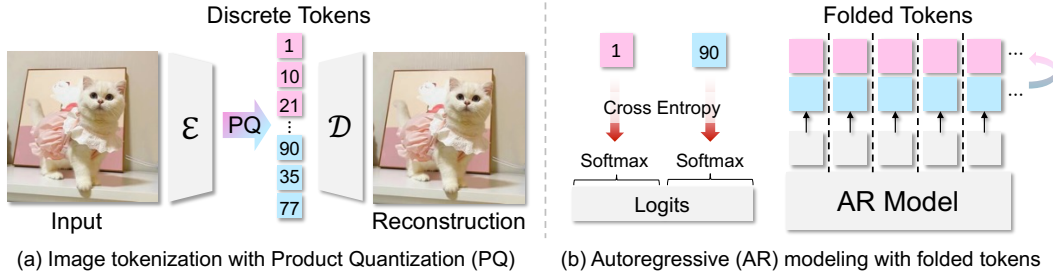 Discrete Tokens
1
10
21
⋮
90
35
77
ℰ
PQ
𝒟
Input
Reconstruction
(a) Image tokenization with Product Quantization (PQ)
Folded Tokens
1
90
Cross Entropy
Softmax
Softmax
Logits
...
...
AR Model
(b) Autoregressive (AR) modeling with folded tokens